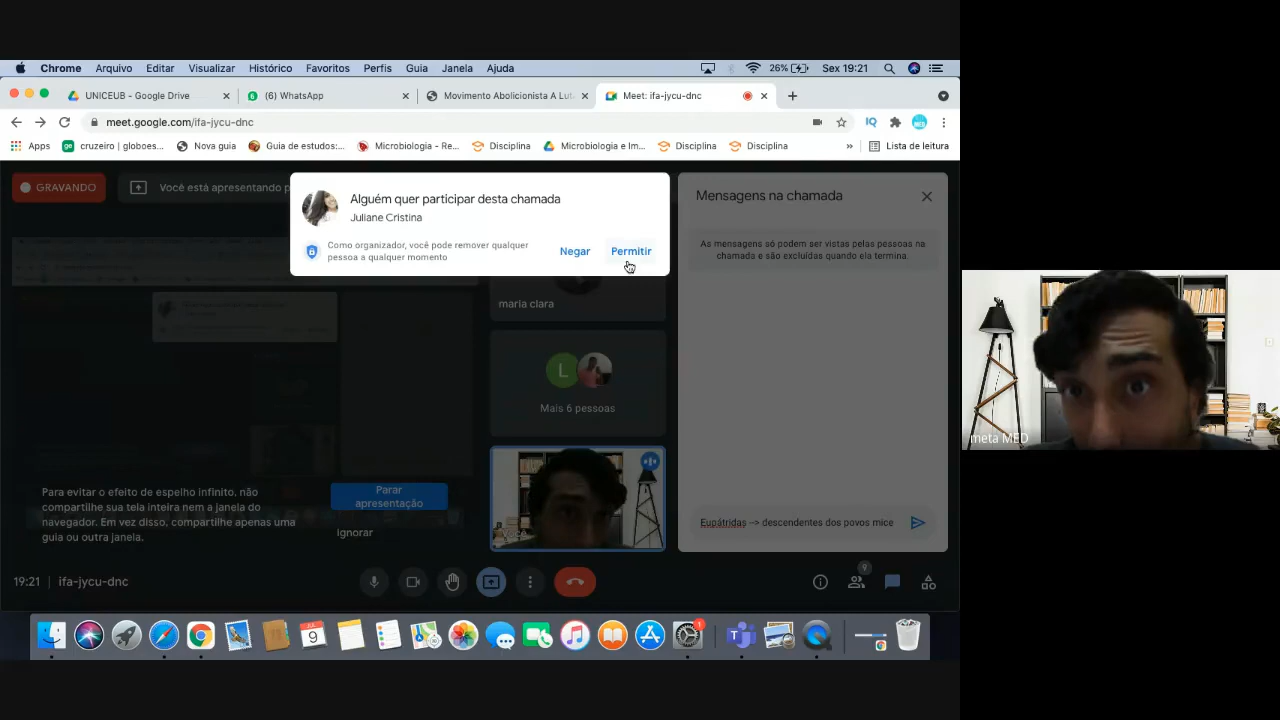 Chrome Arquivo Editar Visualizar Histórico Favoritos Perfis Guia Janela Ajuda 26% Sex 19:21
UNICEUB - Google Drive
(6) WhatsApp
Movimento Abolicionista A Lut
Meet: ifa-jycu-dnc
meet.google.com/ifa-jycu-dnc
Apps cruzeiro | globoes... Nova guia Guia de estudos:... Microbiologia - Re... Disciplina Microbiologia e Im... Disciplina Disciplina » Lista de leitura
GRAVANDO
Você está apresentando p
Alguém quer participar desta chamada
Juliane Cristina
Como organizador, você pode remover qualquer
pessoa a qualquer momento
Negar
Permitir
Mensagens na chamada
As mensagens só podem ser vistas pelas pessoas na
chamada e são excluídas quando ela termina.
maria clara
L
Mais 6 pessoas
Para evitar o efeito de espelho infinito, não
compartilhe sua tela inteira nem a janela do
navegador. Em vez disso, compartilhe apenas uma
guia ou outra janela.
Parar
apresentação
Ignorar
Eupátridas --> descendentes dos povos mice
19:21 | ifa-jycu-dnc
9
meta MED